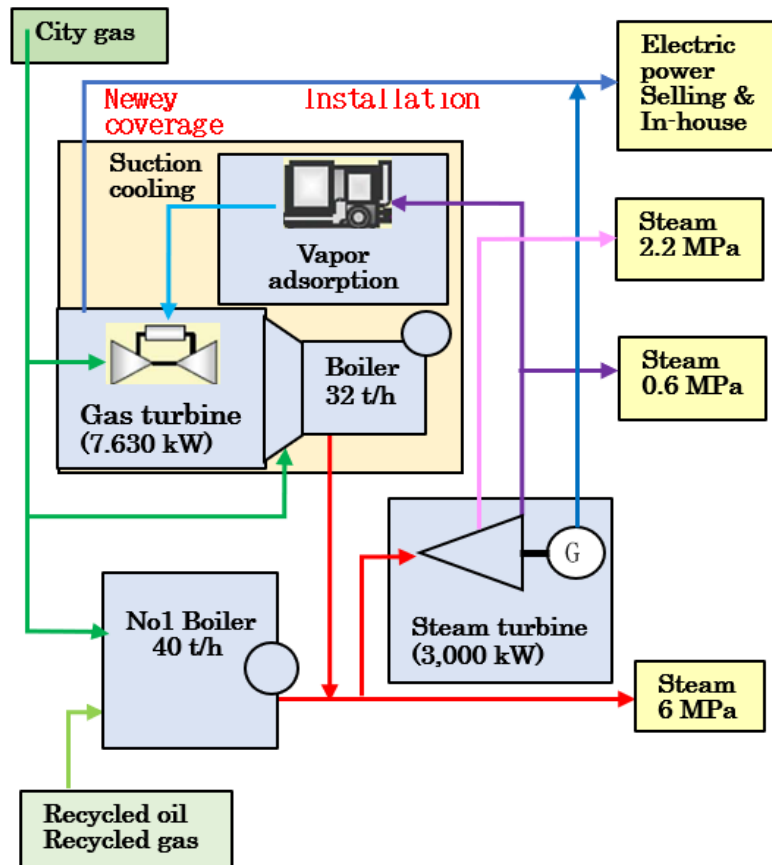 City gas
Electric
power
Selling &
In-house
Newey Installation
coverage
Suction
cooling
Vapor
adsorption
Steam
2.2 MPa
Boiler
32 t/h
Steam
0.6 MPa
Gas turbine
(7.630 kW)
G
No1 Boiler
40 t/h
Steam turbine
(3,000 kW)
Steam
6 MPa
Recycled oil
Recycled gas